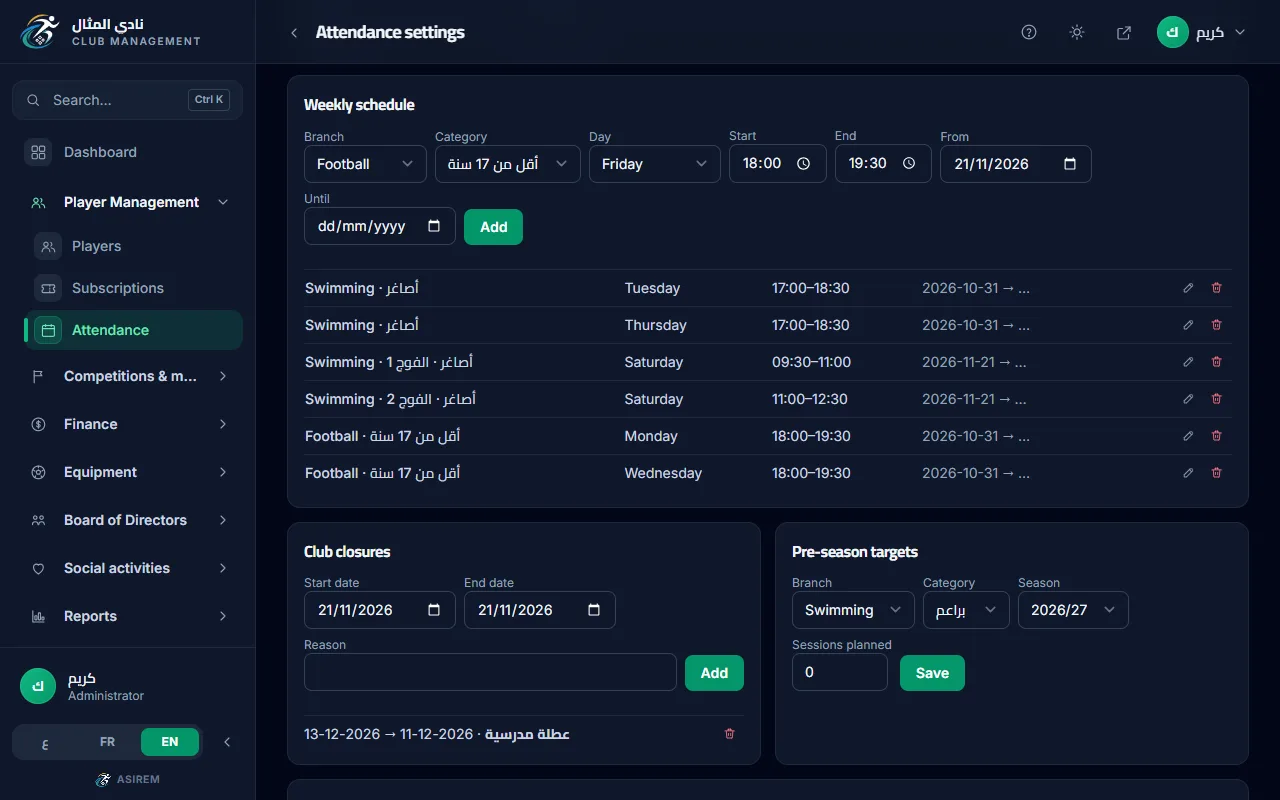 نادي المثال
CLUB MANAGEMENT
Attendance settings
ك
كريم
Search...
Ctrl K
Dashboard
Player Management
Players
Subscriptions
Attendance
Competitions & m...
Finance
Equipment
Board of Directors
Social activities
Reports
ك
كريم
Administrator
ع
FR
EN
ASIREM
Weekly schedule
Branch Category Day Start End From
Football أقل من 17 سنة Friday 18:00 19:30 21/11/2026
Until
dd/mm/yyyy Add
Swimming · أصاغر Tuesday 17:00–18:30 2026-10-31 → ...
Swimming · أصاغر Thursday 17:00–18:30 2026-10-31 → ...
Swimming · أصاغر · الفوج 1 Saturday 09:30–11:00 2026-11-21 → ...
Swimming · أصاغر · الفوج 2 Saturday 11:00–12:30 2026-11-21 → ...
Football · أقل من 17 سنة Monday 18:00–19:30 2026-10-31 → ...
Football · أقل من 17 سنة Wednesday 18:00–19:30 2026-10-31 → ...
Club closures
Start date End date
21/11/2026 21/11/2026
Reason
Add
13-12-2026 → 11-12-2026 · عطلة مدرسية
Pre-season targets
Branch Category Season
Swimming براعم 2026/27
Sessions planned
0 Save